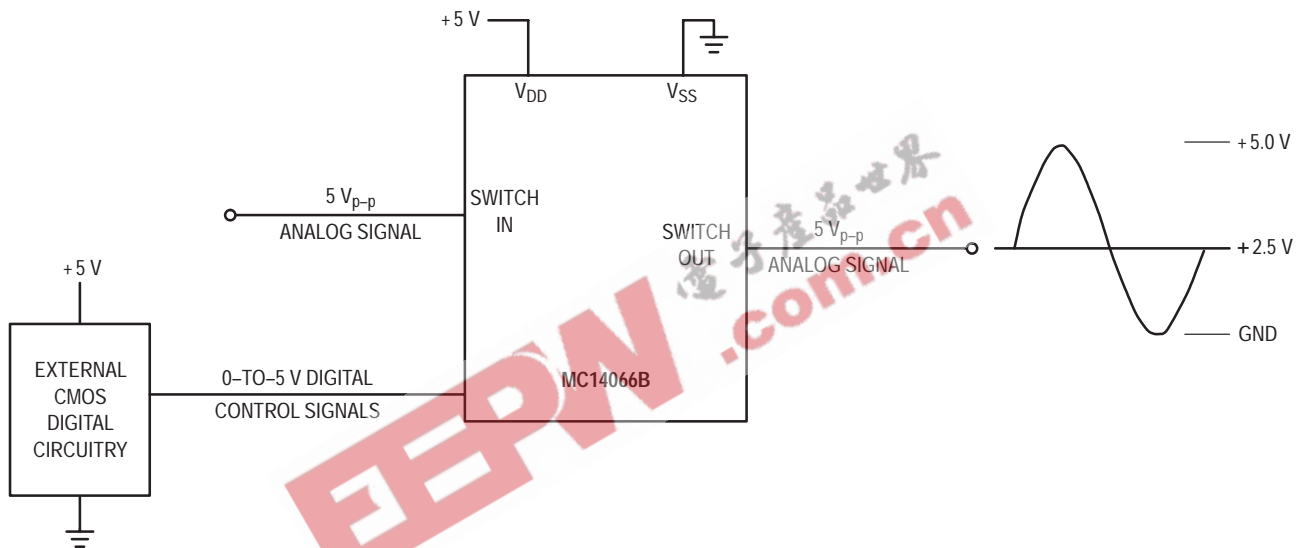 +5 V
VDD
VSS
5 Vp–p
ANALOG SIGNAL
SWITCH
IN
SWITCH
OUT
5 Vp–p
ANALOG SIGNAL
+5.0 V
+2.5 V
GND
+5 V
EXTERNAL
CMOS
DIGITAL
CIRCUITRY
0–TO–5 V DIGITAL
CONTROL SIGNALS
MC14066B
EEPW
.com.cn
電子產品世界